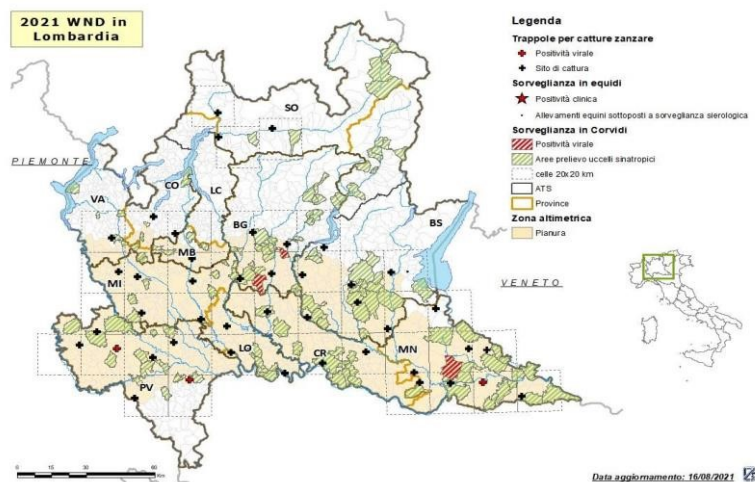 2021 WND in
Lombardia
Legenda
Trappole per catture zanzare
Positività virale
Sito di cattura
Sorveglianza in equidi
Positività clinica
Allevamenti equini sottoposti a sorveglianza sierologica
Sorveglianza in Corvidi
Positività virale
Aree prelievo uccelli sinatropici
celle 20x20 km
ATS
Province
Zona altimetrica
Pianura
SO
PIEMONTE
CO
LC
VA
BG
BS
MB
MI
VENETO
LO
CR
MN
PV
0
60
Km
Data aggiornamento: 16/08/2021